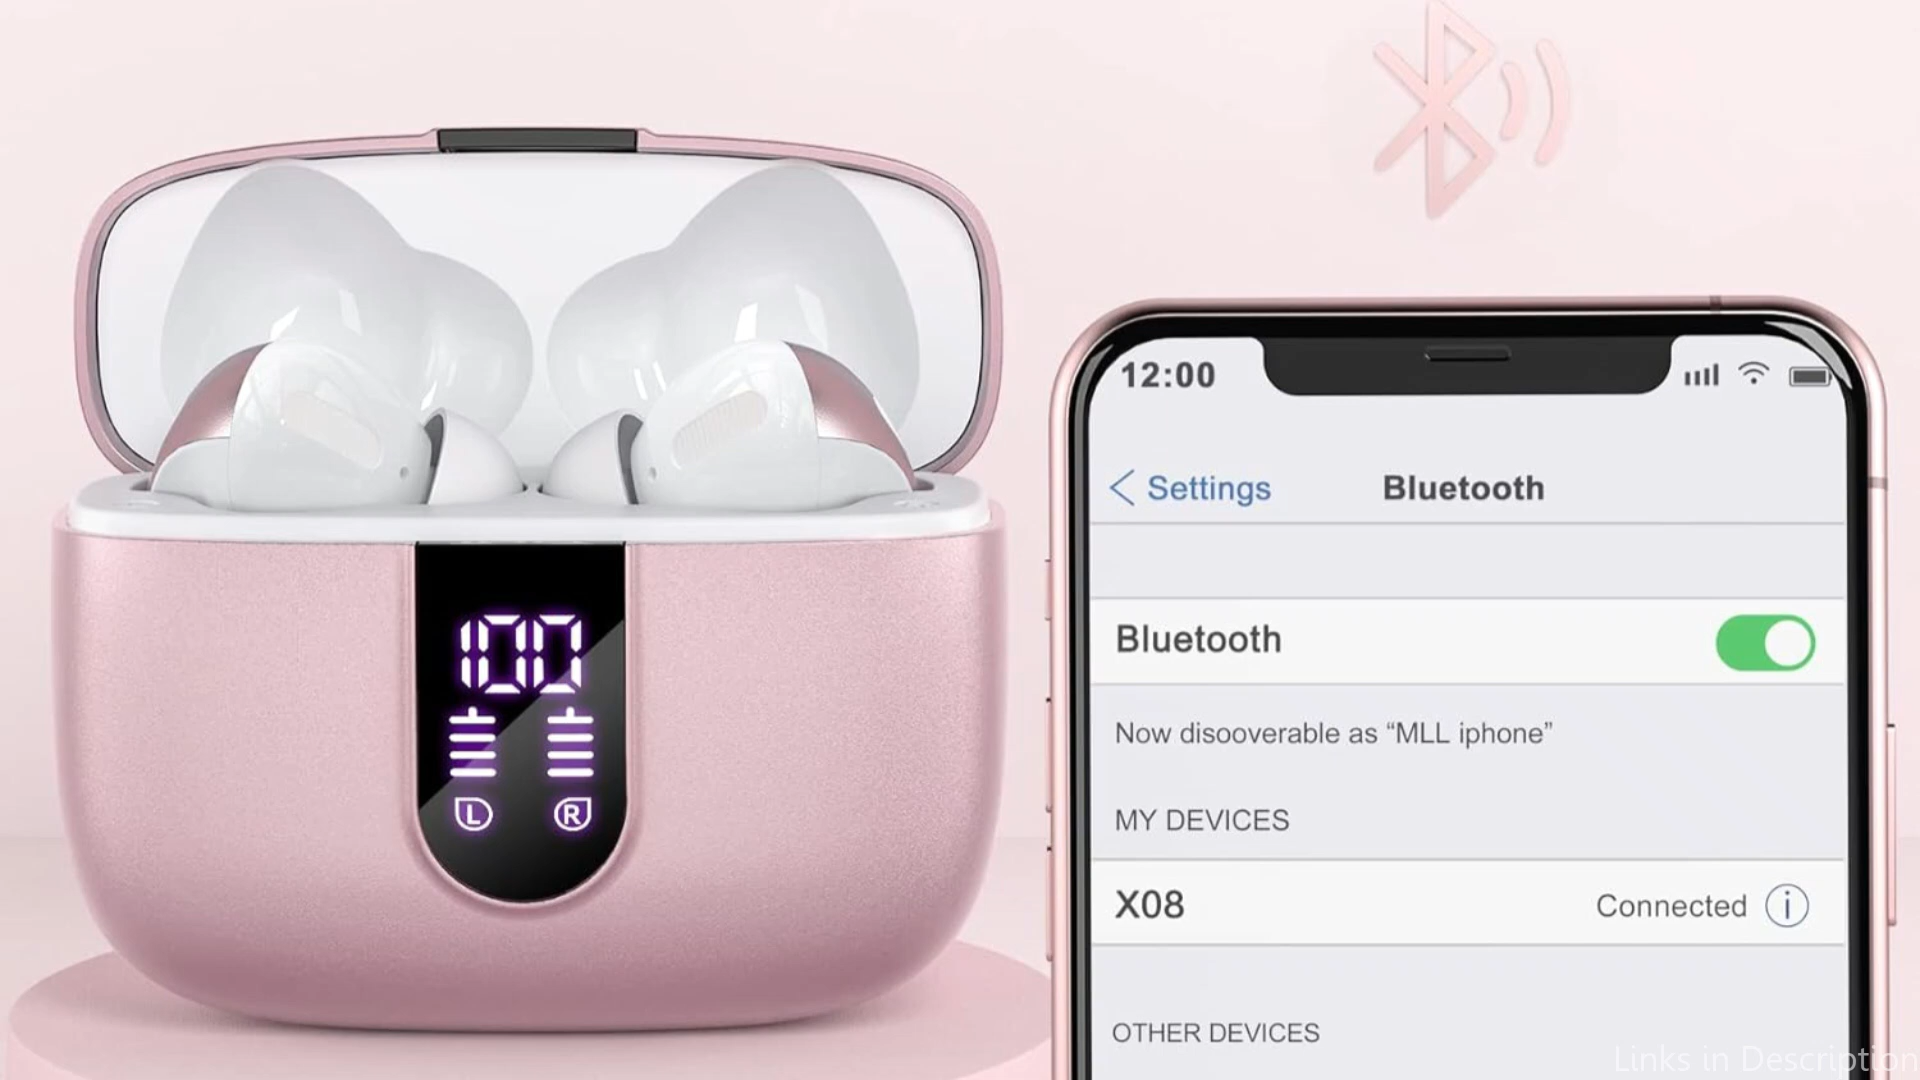 100
L R
12:00
Settings Bluetooth
Bluetooth
Now disooverable as “MLL iphone”
MY DEVICES
X08 Connected
OTHER DEVICES
Links in Description